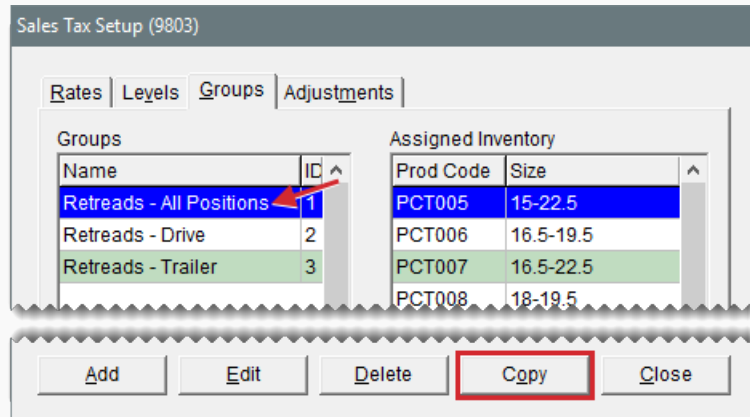 Sales Tax Setup (9803)
Rates Levels Groups Adjustments
Groups
Name ID
Retreads - All Positions 1
Retreads - Drive 2
Retreads - Trailer 3
Assigned Inventory
Prod Code Size
PCT005 15-22.5
PCT006 16.5-19.5
PCT007 16.5-22.5
PCT008 18-19.5
Add Edit Delete Copy Close